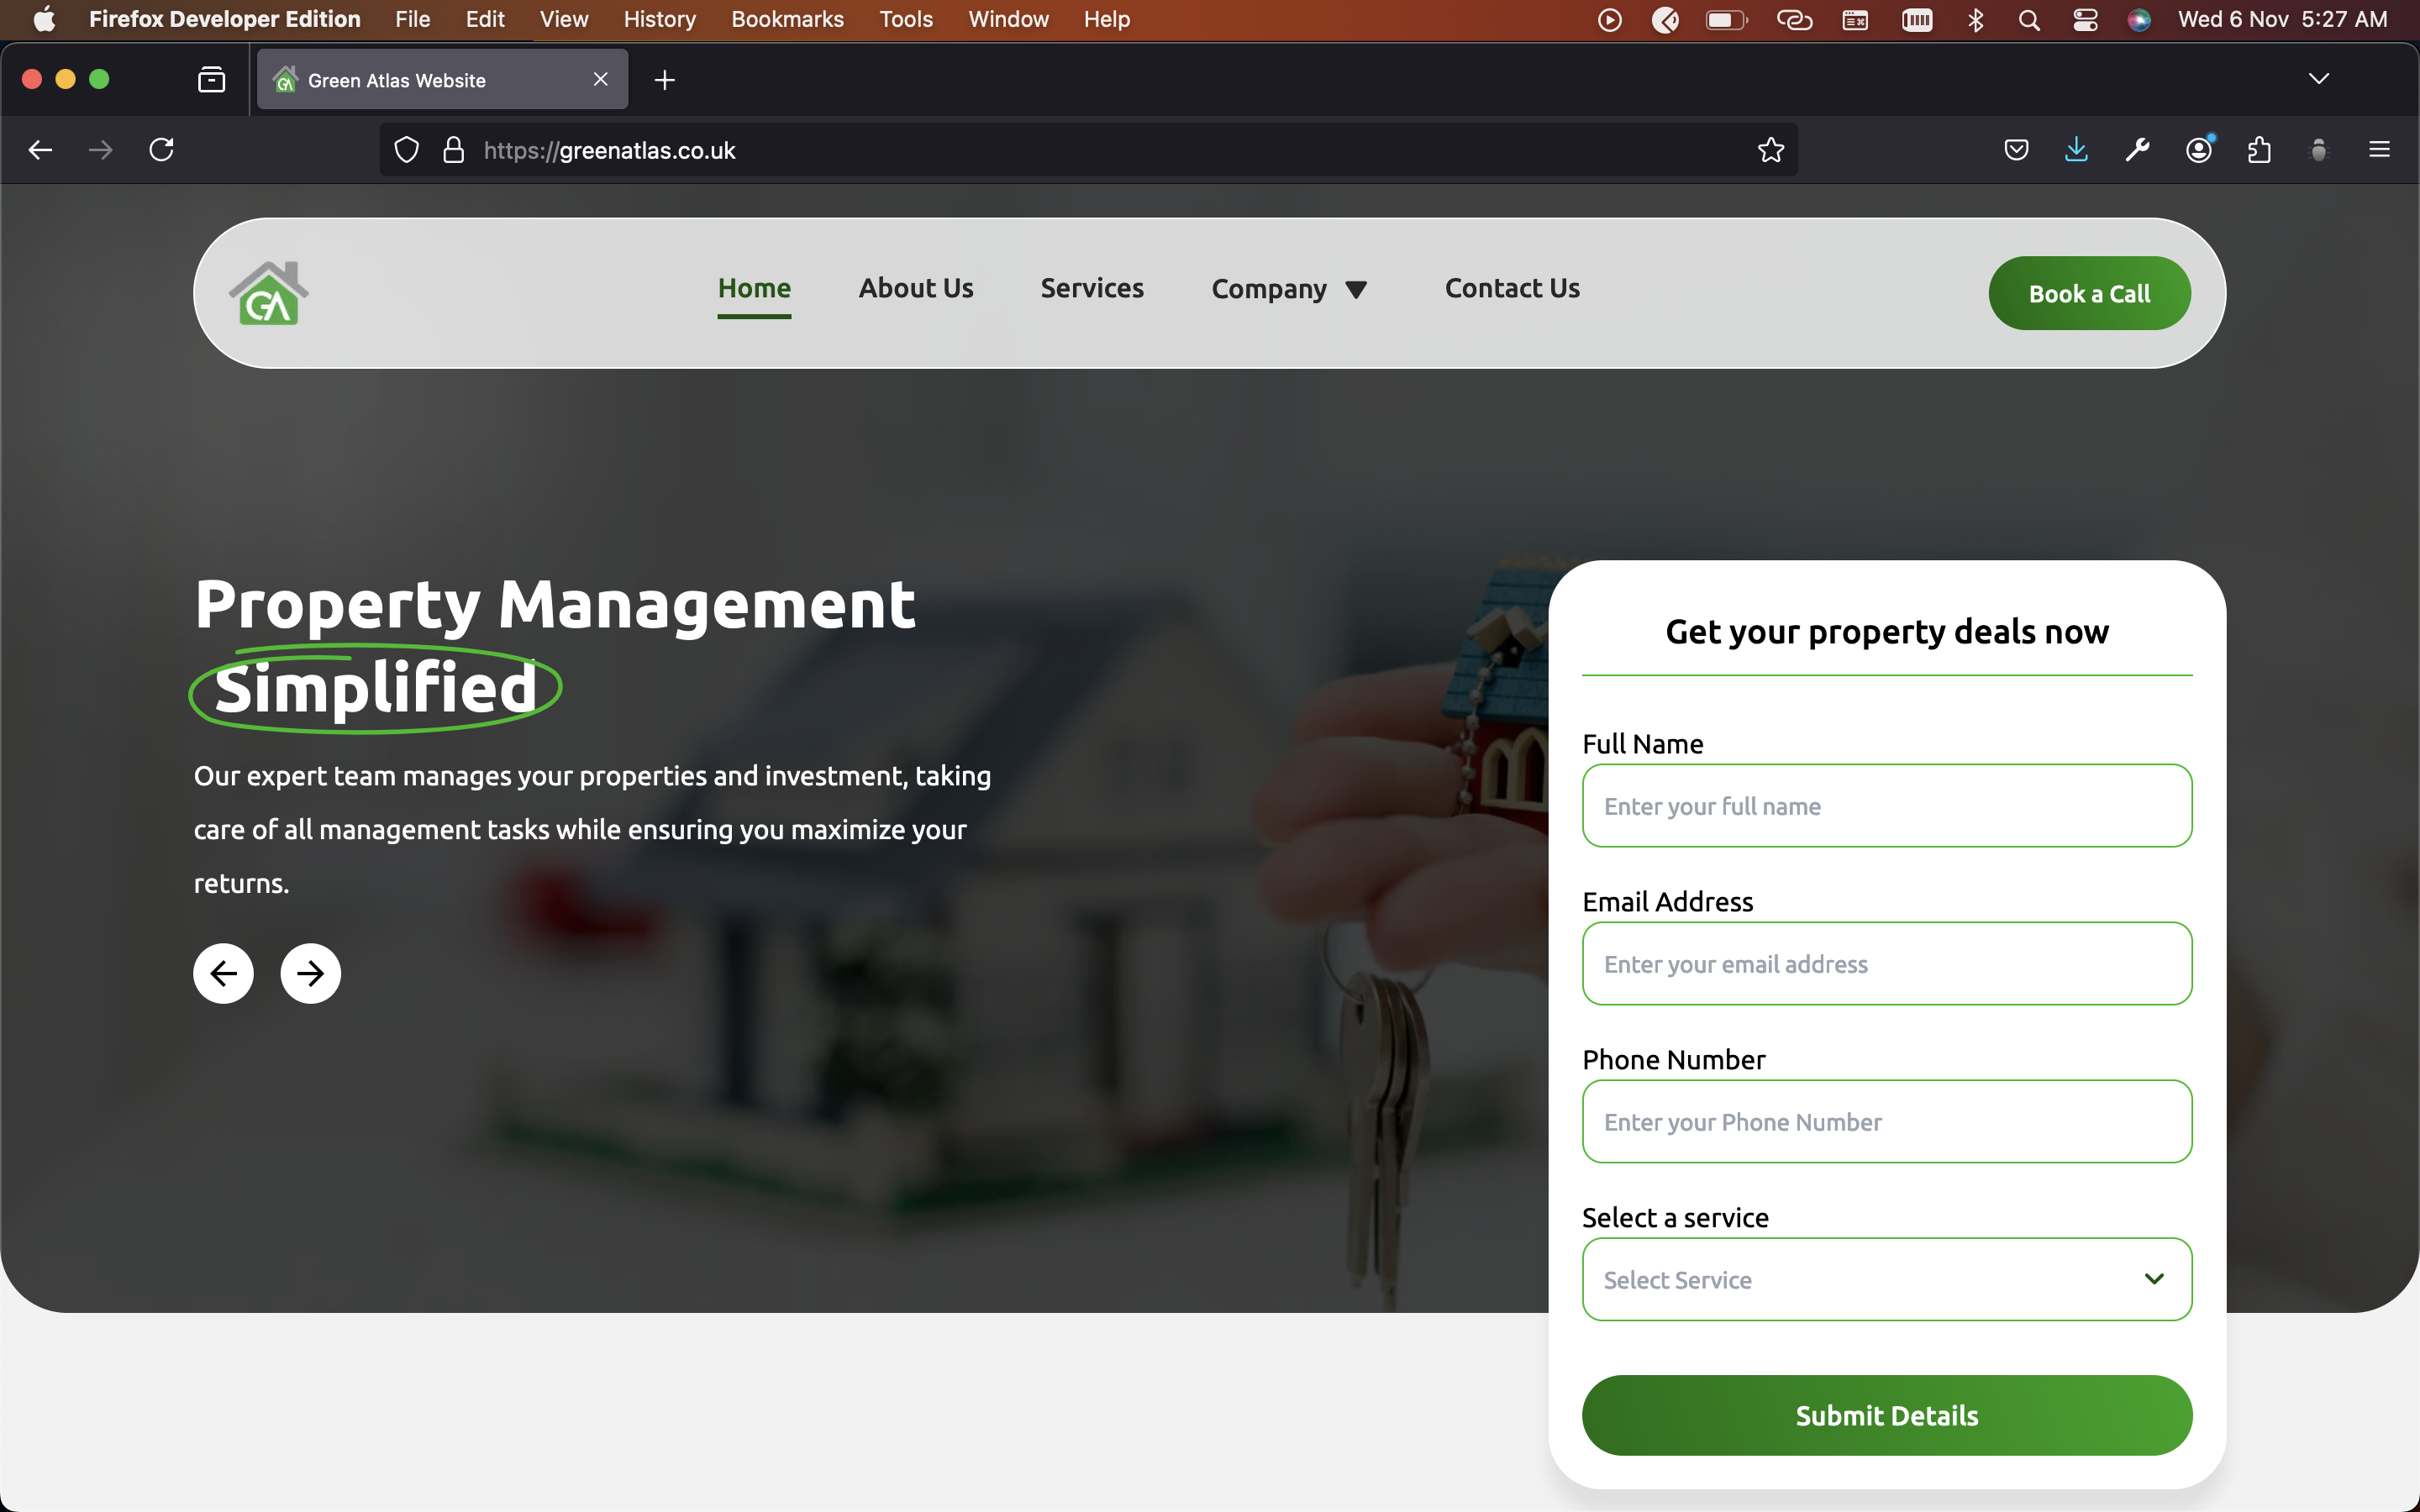 Firefox Developer Edition File Edit View History Bookmarks Tools Window Help Wed 6 Nov 5:27 AM
Green Atlas Website
https://greenatlas.co.uk
GA Home About Us Services Company Contact Us Book a Call
Property Management
Simplified
Our expert team manages your properties and investment, taking
care of all management tasks while ensuring you maximize your
returns.
Get your property deals now
Full Name
Enter your full name
Email Address
Enter your email address
Phone Number
Enter your Phone Number
Select a service
Select Service
Submit Details